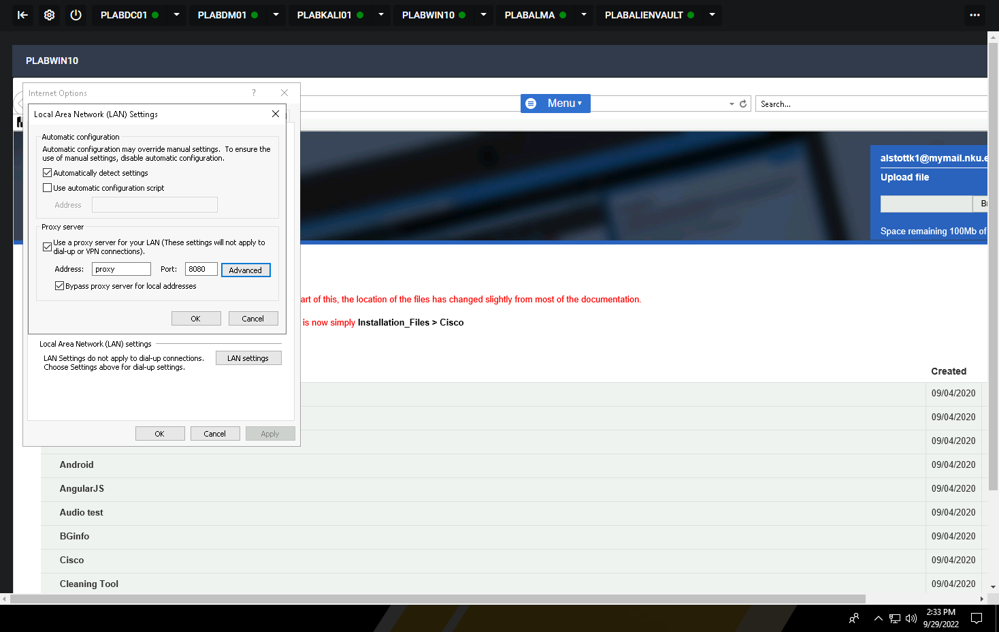 PLABDC01
PLABDM01
PLABKALI01
PLABWIN10
PLABALMA
PLABALIENVAULT
PLABWIN10
Internet Options
?
Menu
Search...
Local Area Network (LAN) Settings
Automatic configuration
Automatic configuration may override manual settings. To ensure the
use of manual settings, disable automatic configuration.
Automatically detect settings
Use automatic configuration script
Address
Proxy server
Use a proxy server for your LAN (These settings will not apply to
dial-up or VPN connections).
Address:
proxy
Port:
8080
Advanced
Bypass proxy server for local addresses
OK
Cancel
Local Area Network (LAN) settings
LAN Settings do not apply to dial-up connections.
Choose Settings above for dial-up settings.
LAN settings
OK
Cancel
Apply
alstottk1@mymail.nku.e
Upload file
Space remaining 100Mb of
art of this, the location of the files has changed slightly from most of the documentation.
is now simply Installation_Files > Cisco
Created
09/04/2020
09/04/2020
09/04/2020
Android 09/04/2020
AngularJS 09/04/2020
Audio test 09/04/2020
BGinfo 09/04/2020
Cisco 09/04/2020
Cleaning Tool 09/04/2020
2:33 PM
9/29/2022